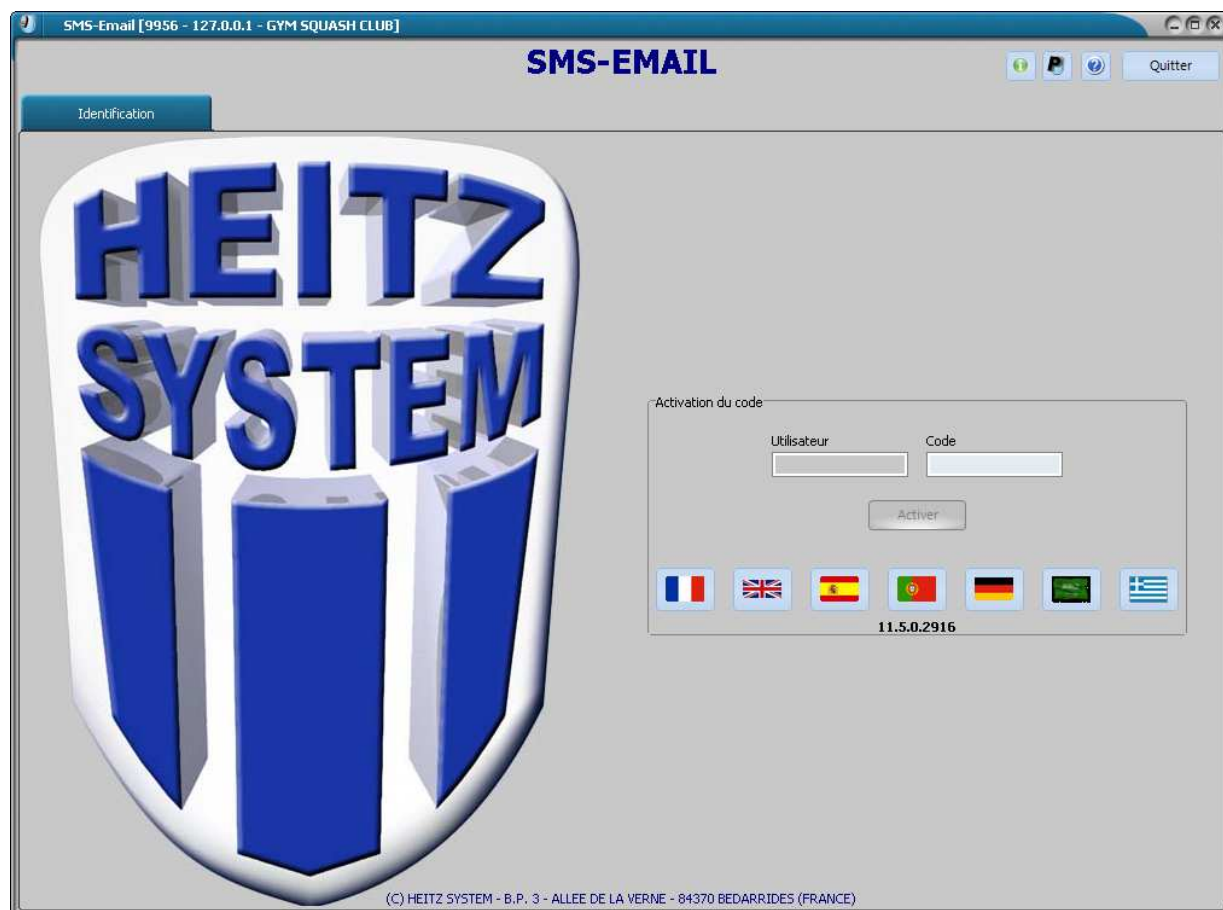 SMS-Email [9956 - 127.0.0.1 - GYM SQUASH CLUB]
SMS-EMAIL
Quitter
Identification
HEITZ
SYSTEM
Activation du code
Utilisateur
Code
Activer
11.5.0.2916
(C) HEITZ SYSTEM - B.P. 3 - ALLEE DE LA VERNE - 84370 BEDARRIDES (FRANCE)